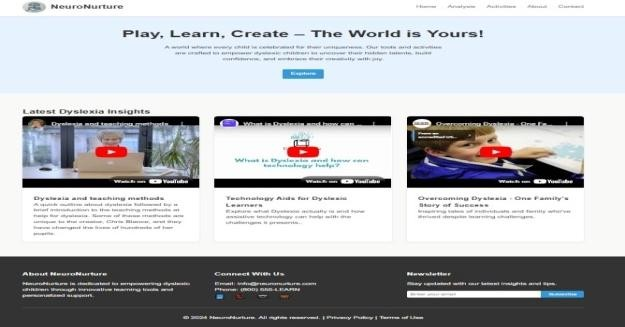 NeuroNurture
Home Analysis Activities About Contact
Play, Learn, Create – The World is Yours!
A world where every child is celebrated for their uniqueness. Our tools and activities
are crafted to empower dyslexic children to uncover their hidden talents, build
confidence, and embrace their creativity with joy.
Explore
Latest Dyslexia Insights
Dyslexia and teaching methods
Watch on YouTube
Dyslexia and teaching methods
A quick outline about dyslexia followed by a
brief introduction to the teaching methods at
help for dyslexia. Some of these methods are
unique to the creator, Chris Blance, and they
have changed the lives of hundreds of her
pupils.
What is Dyslexia and how can ...
What is Dyslexia and how can
technology help?
Watch on YouTube
Technology Aids for Dyslexic
Learners
Explore what Dyslexia actually is and how
assistive technology can help with the
challenges it presents..
Overcoming Dyslexia - One Fa...
From an
Watch on YouTube
Overcoming Dyslexia - One Family's
Story of Success
Inspiring tales of individuals and family who've
thrived despite learning challenges.
About NeuroNurture
NeuroNurture is dedicated to empowering dyslexic
children through innovative learning tools and
personalized support.
Connect With Us
Email: info@neuronurture.com
Phone: (800) 555-LEARN
Newsletter
Stay updated with our latest insights and tips.
Enter your email
Subscribe
© 2024 NeuroNurture. All rights reserved. | Privacy Policy | Terms of Use